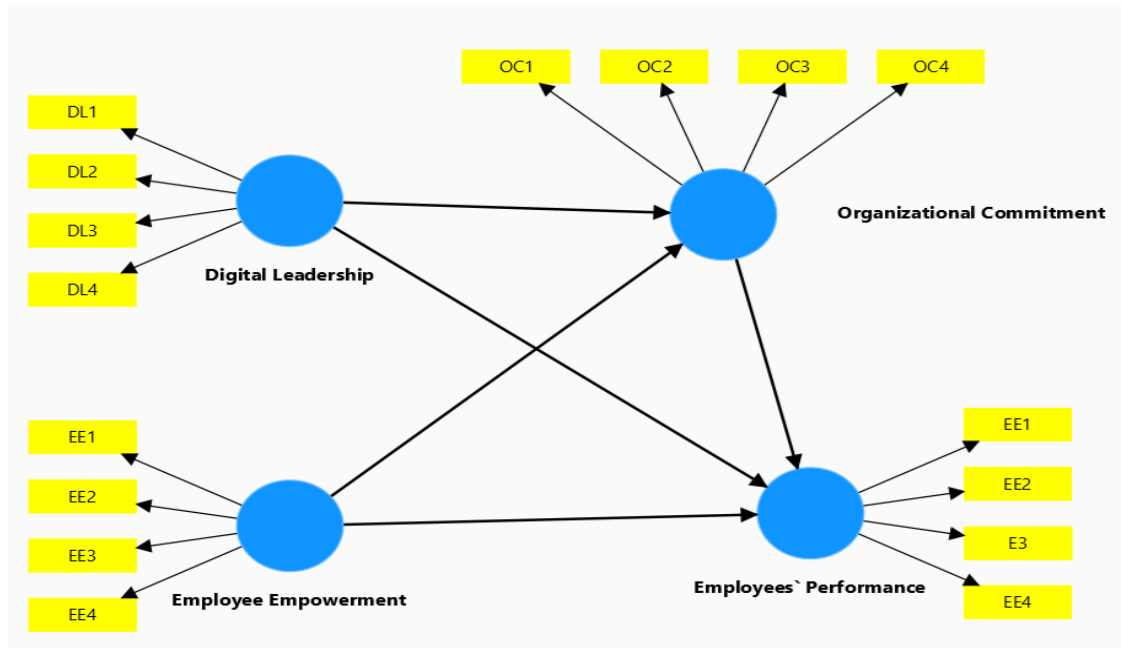 OC1
OC2
OC3
OC4
DL1
DL2
DL3
DL4
Digital Leadership
Organizational Commitment
EE1
EE2
EE3
EE4
Employee Empowerment
EE1
EE2
E3
EE4
Employees` Performance